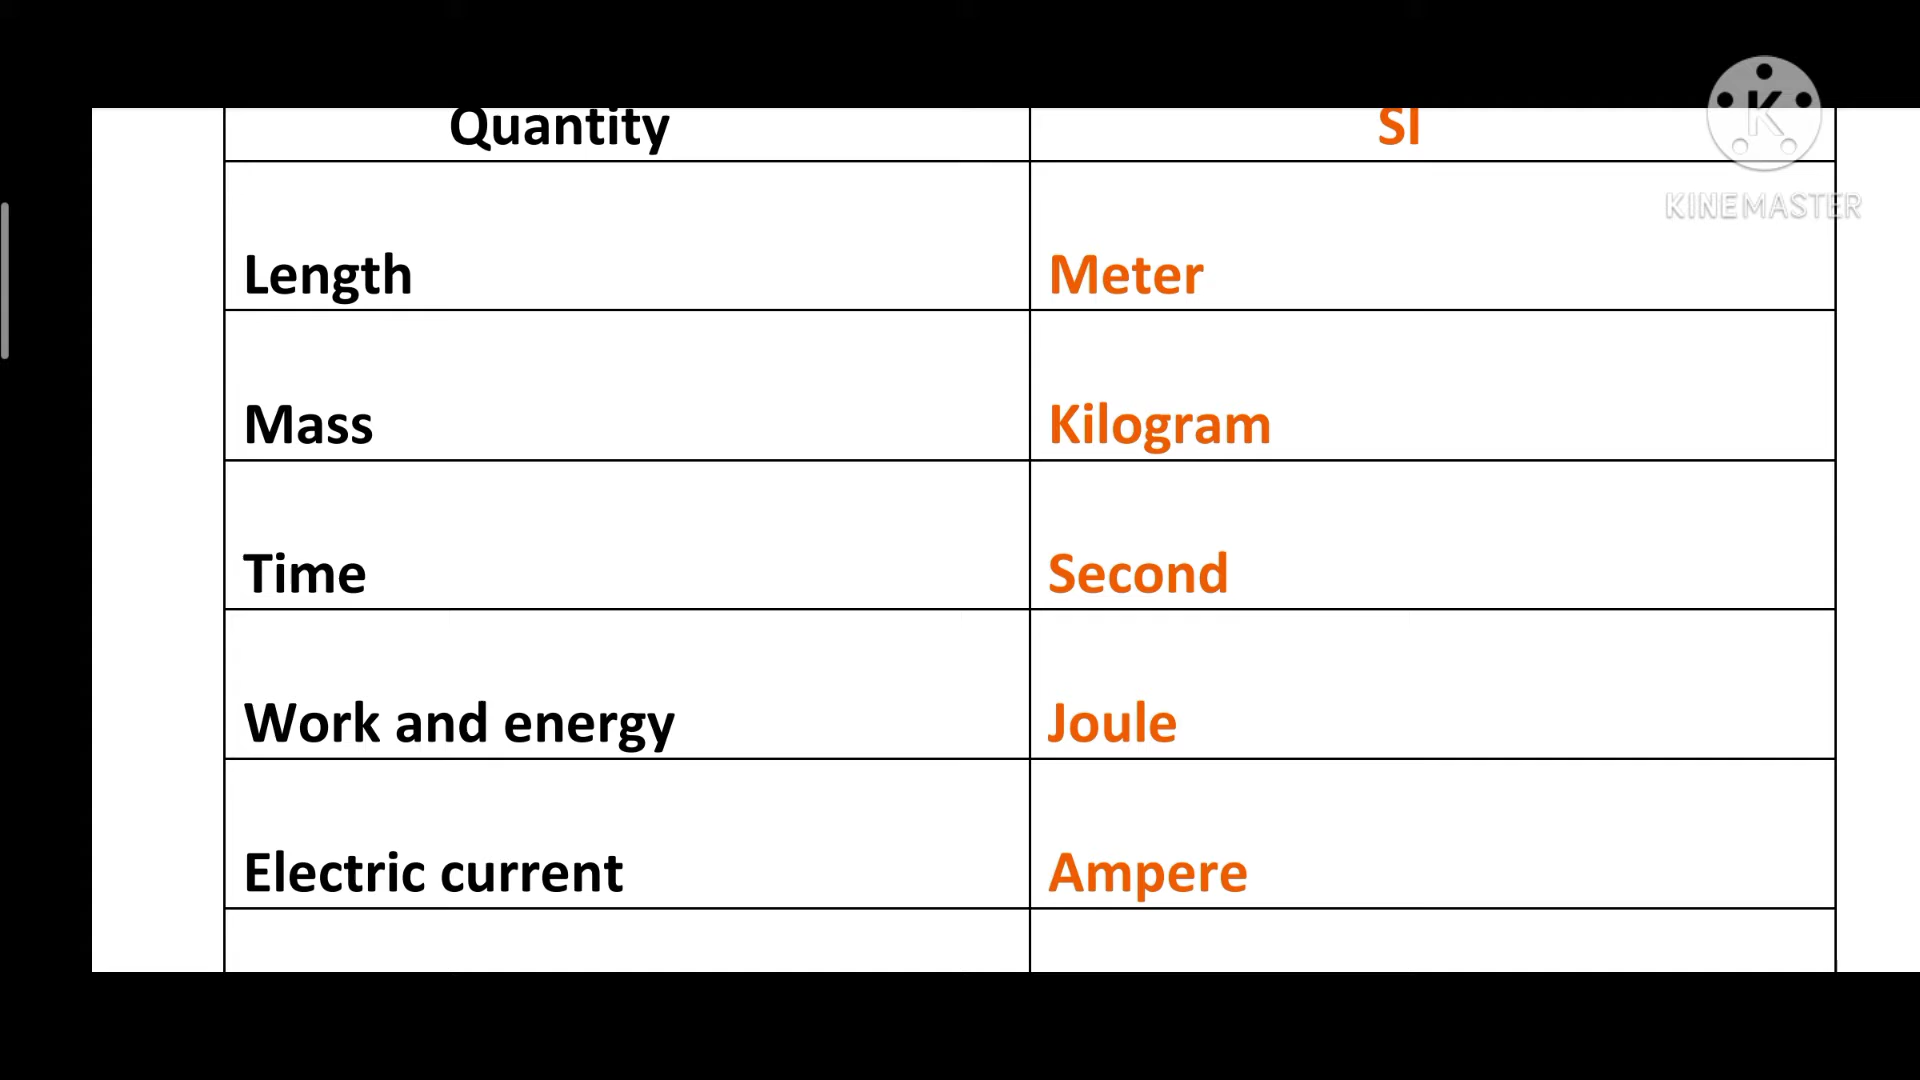 Quantity SI
Length Meter
Mass Kilogram
Time Second
Work and energy Joule
Electric current Ampere
K
KINEMASTER